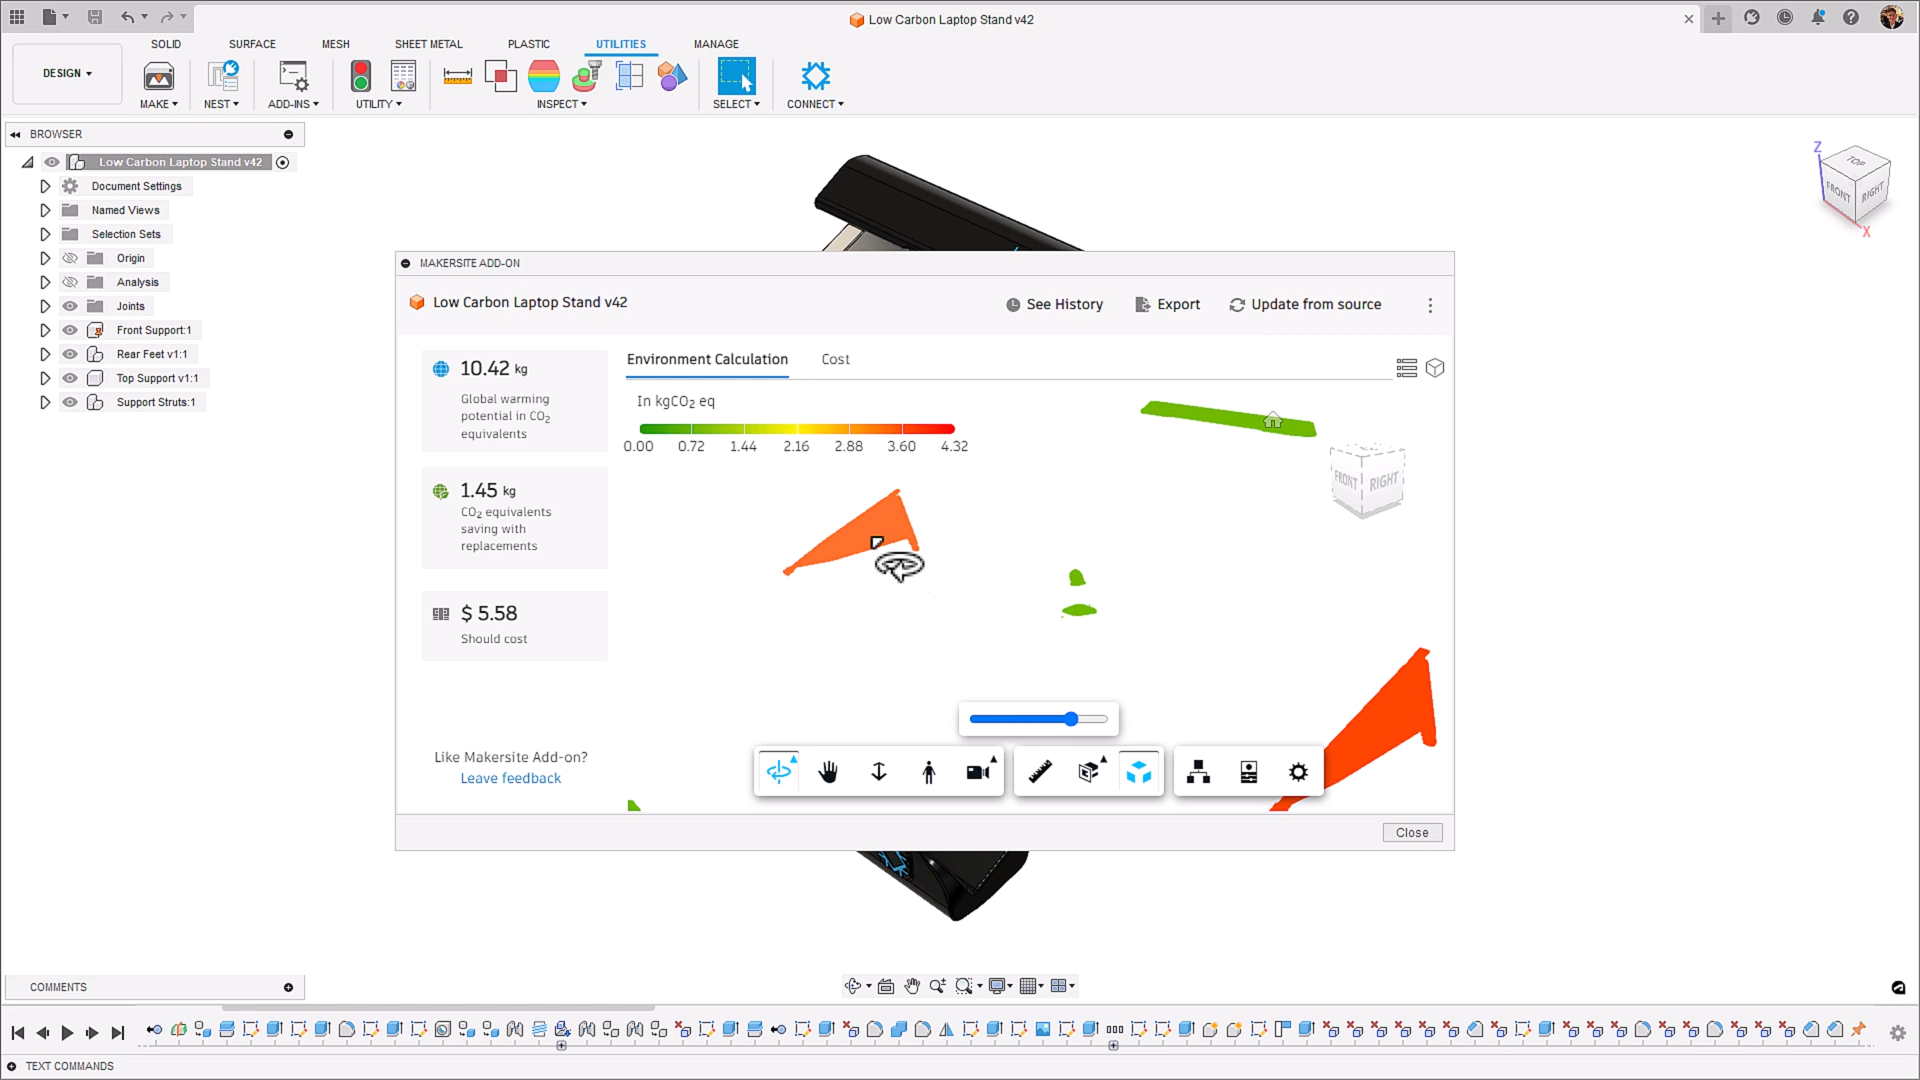 Low Carbon Laptop Stand v42
SOLID SURFACE MESH SHEET METAL PLASTIC UTILITIES MANAGE
DESIGN
MAKE NEST ADD-INS UTILITY INSPECT SELECT CONNECT
BROWSER
Low Carbon Laptop Stand v42
Document Settings
Named Views
Selection Sets
Origin
Analysis
Joints
Front Support:1
Rear Feet v1:1
Top Support v1:1
Support Struts:1
Z
TOP
FRONT RIGHT
X
MAKERSITE ADD-ON
Low Carbon Laptop Stand v42
See History Export Update from source
10.42 kg
Global warming
potential in CO2
equivalents
1.45 kg
CO2 equivalents
saving with
replacements
$ 5.58
Should cost
Like Makersite Add-on?
Leave feedback
Environment Calculation Cost
In kgCO2 eq
0.00 0.72 1.44 2.16 2.88 3.60 4.32
FRONT RIGHT
Close
COMMENTS
TEXT COMMANDS